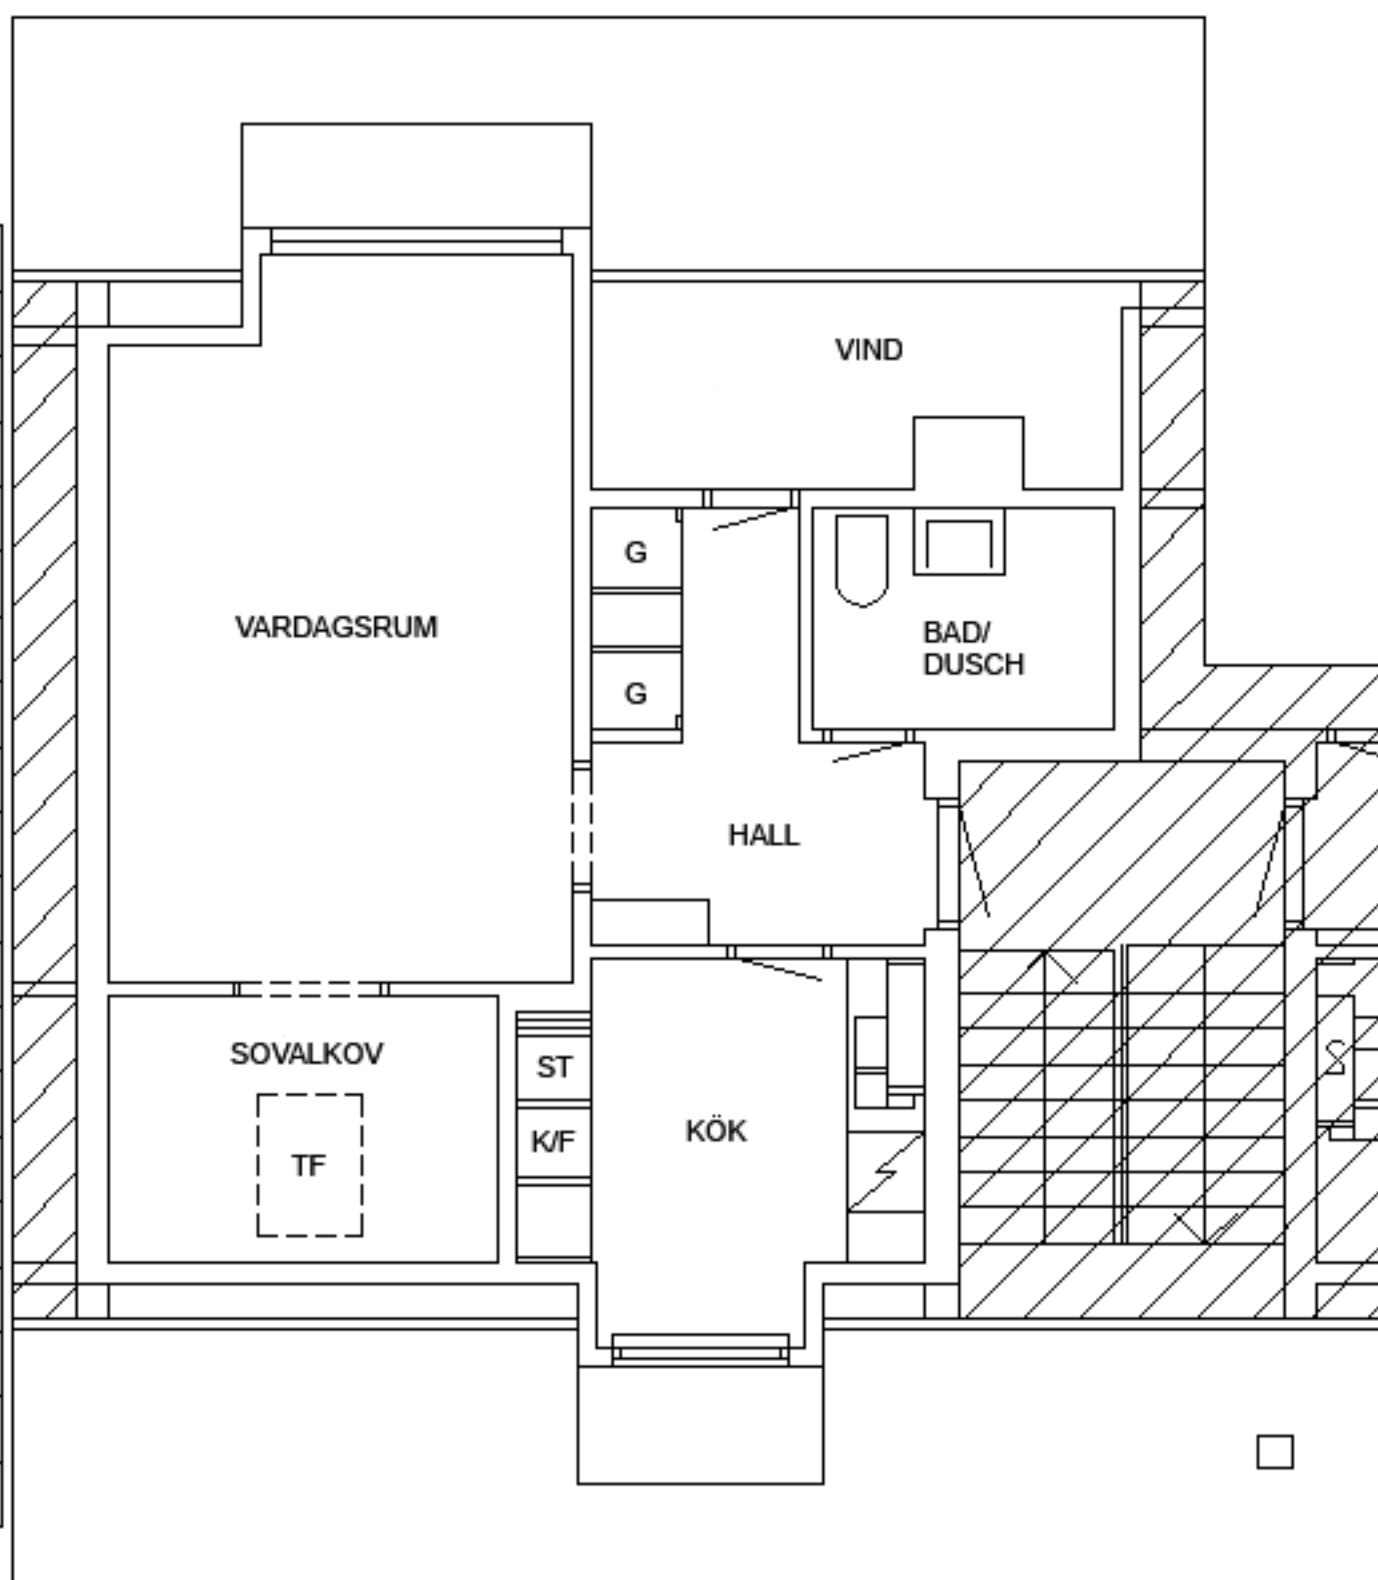 VIND
G
VARDAGSRUM
BAD/
DUSCH
G
HALL
SOVALKOV
ST
K/F
KÖK
TF